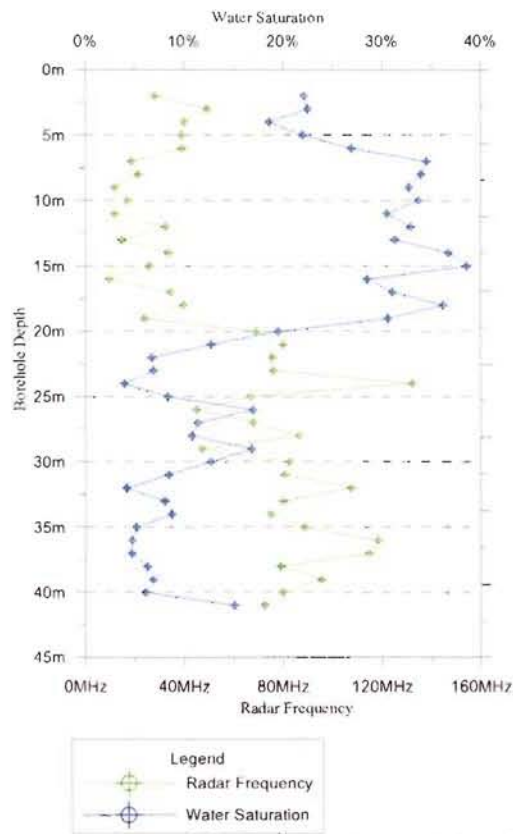 Water Saturation
0% 10% 20% 30% 40%
0m
5m
10m
15m
20m
25m
30m
35m
40m
45m
Borehole Depth
0MHz 40MHz 80MHz 120MHz 160MHz
Radar Frequency
Legend
Radar Frequency
Water Saturation